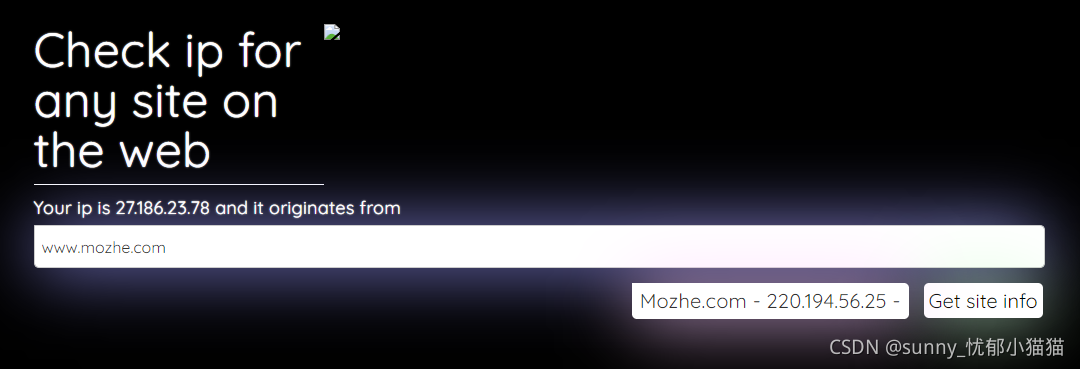 Check ip for
any site on
the web
Your ip is 27.186.23.78 and it originates from
www.mozhe.com
Mozhe.com - 220.194.56.25 -
Get site info
CSDN @sunny_忧郁小猫猫